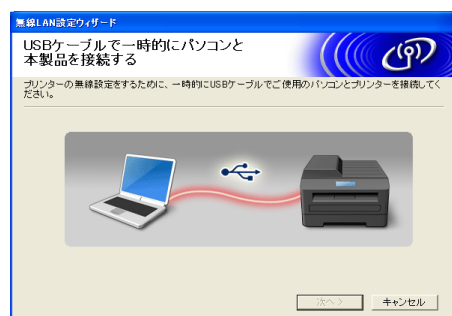 無線LAN設定ウィザード
USBケーブルで一時的にパソコンと
本製品を接続する
プリンターの無線設定をするために、一時的にUSBケーブルでご使用のパソコンとプリンターを接続してく
ださい。
次へ >
キャンセル